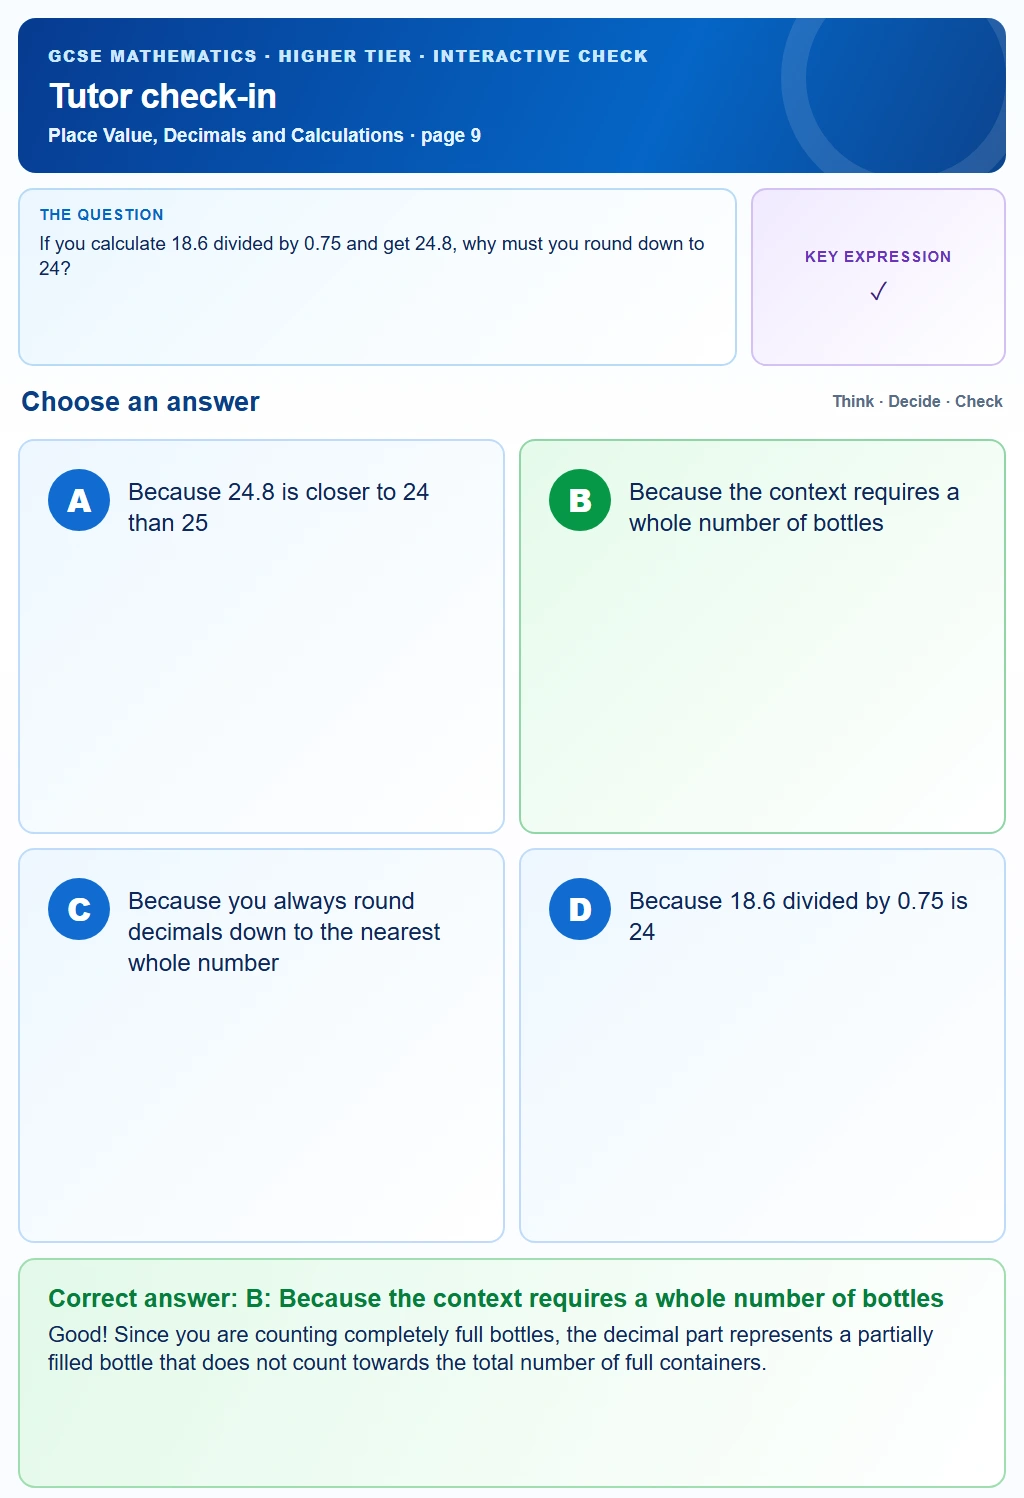 GCSE MATHEMATICS · HIGHER TIER · INTERACTIVE CHECK
Tutor check-in
Place Value, Decimals and Calculations · page 9
THE QUESTION
If you calculate 18.6 divided by 0.75 and get 24.8, why must you round down to
24?
KEY EXPRESSION
✓
Choose an answer
Think · Decide · Check
A
Because 24.8 is closer to 24
than 25
B
Because the context requires a
whole number of bottles
C
Because you always round
decimals down to the nearest
whole number
D
Because 18.6 divided by 0.75 is
24
Correct answer: B: Because the context requires a whole number of bottles
Good! Since you are counting completely full bottles, the decimal part represents a partially
filled bottle that does not count towards the total number of full containers.